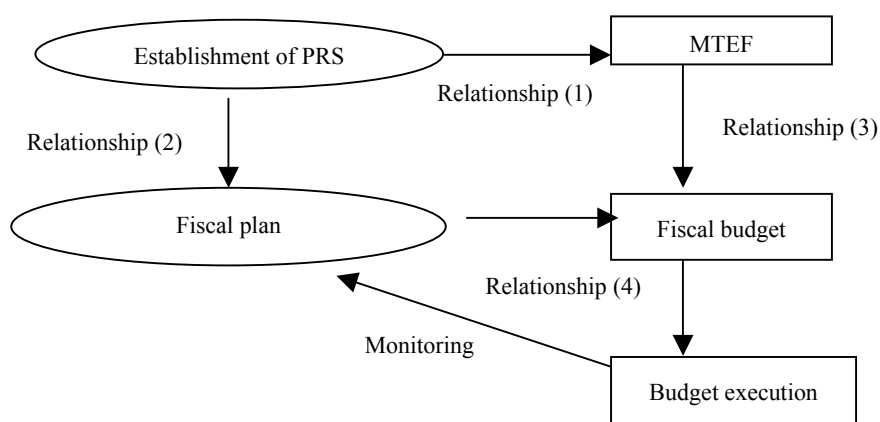 Establishment of PRS
MTEF
Relationship (1)
Relationship (3)
Relationship (2)
Fiscal plan
Fiscal budget
Relationship (4)
Monitoring
Budget execution